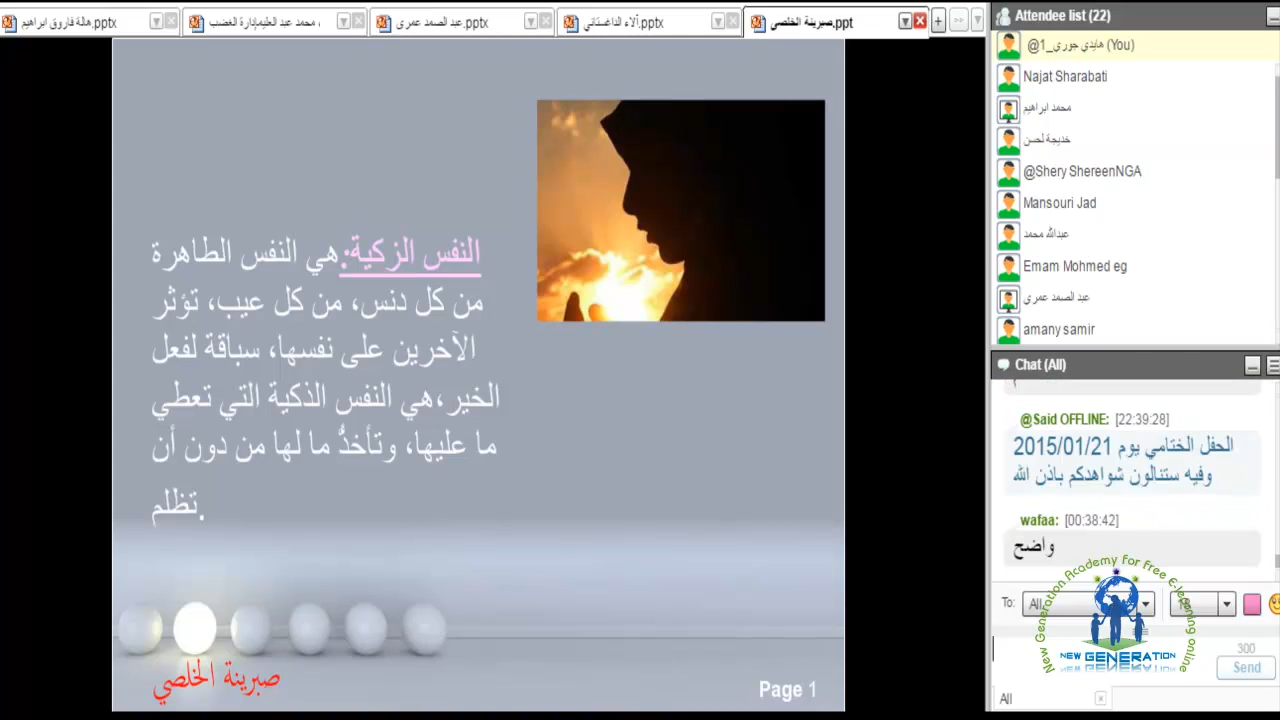 هالة فاروق ابراهيم.pptx
محمد عبد العليم|إدارة الغضب
عبد الصمد عمري.pptx
ألاء الداغستاني.pptx
صبرينة الخلصي.ppt
النفس الزكية:هي النفس الطاهرة
من كل دنس، من كل عيب، تؤثر
الآخرين على نفسها، سباقة لفعل
الخير،هي النفس الذكية التي تعطي
ما عليها، وتأخذُ ما لها من دون أن
تظلم.
صبرينة الخلصي
Page 1
Attendee list (22)
@هايدي جوري_1 (You)
Najat Sharabati
محمد ابراهيم
خديجة لحسن
@Shery ShereenNGA
Mansouri Jad
عبدالله محمد
Emam Mohmed eg
عبد الصمد عمري
amany samir
Chat (All)
@Said OFFLINE: [22:39:28]
الحفل الختامي يوم 2015/01/21
وفيه ستنالون شواهدكم باذن الله
wafaa: [00:38:42]
واضح
To: All
300
Send
All
New Generation Academy for Free E-learning online
NEW GENERATION